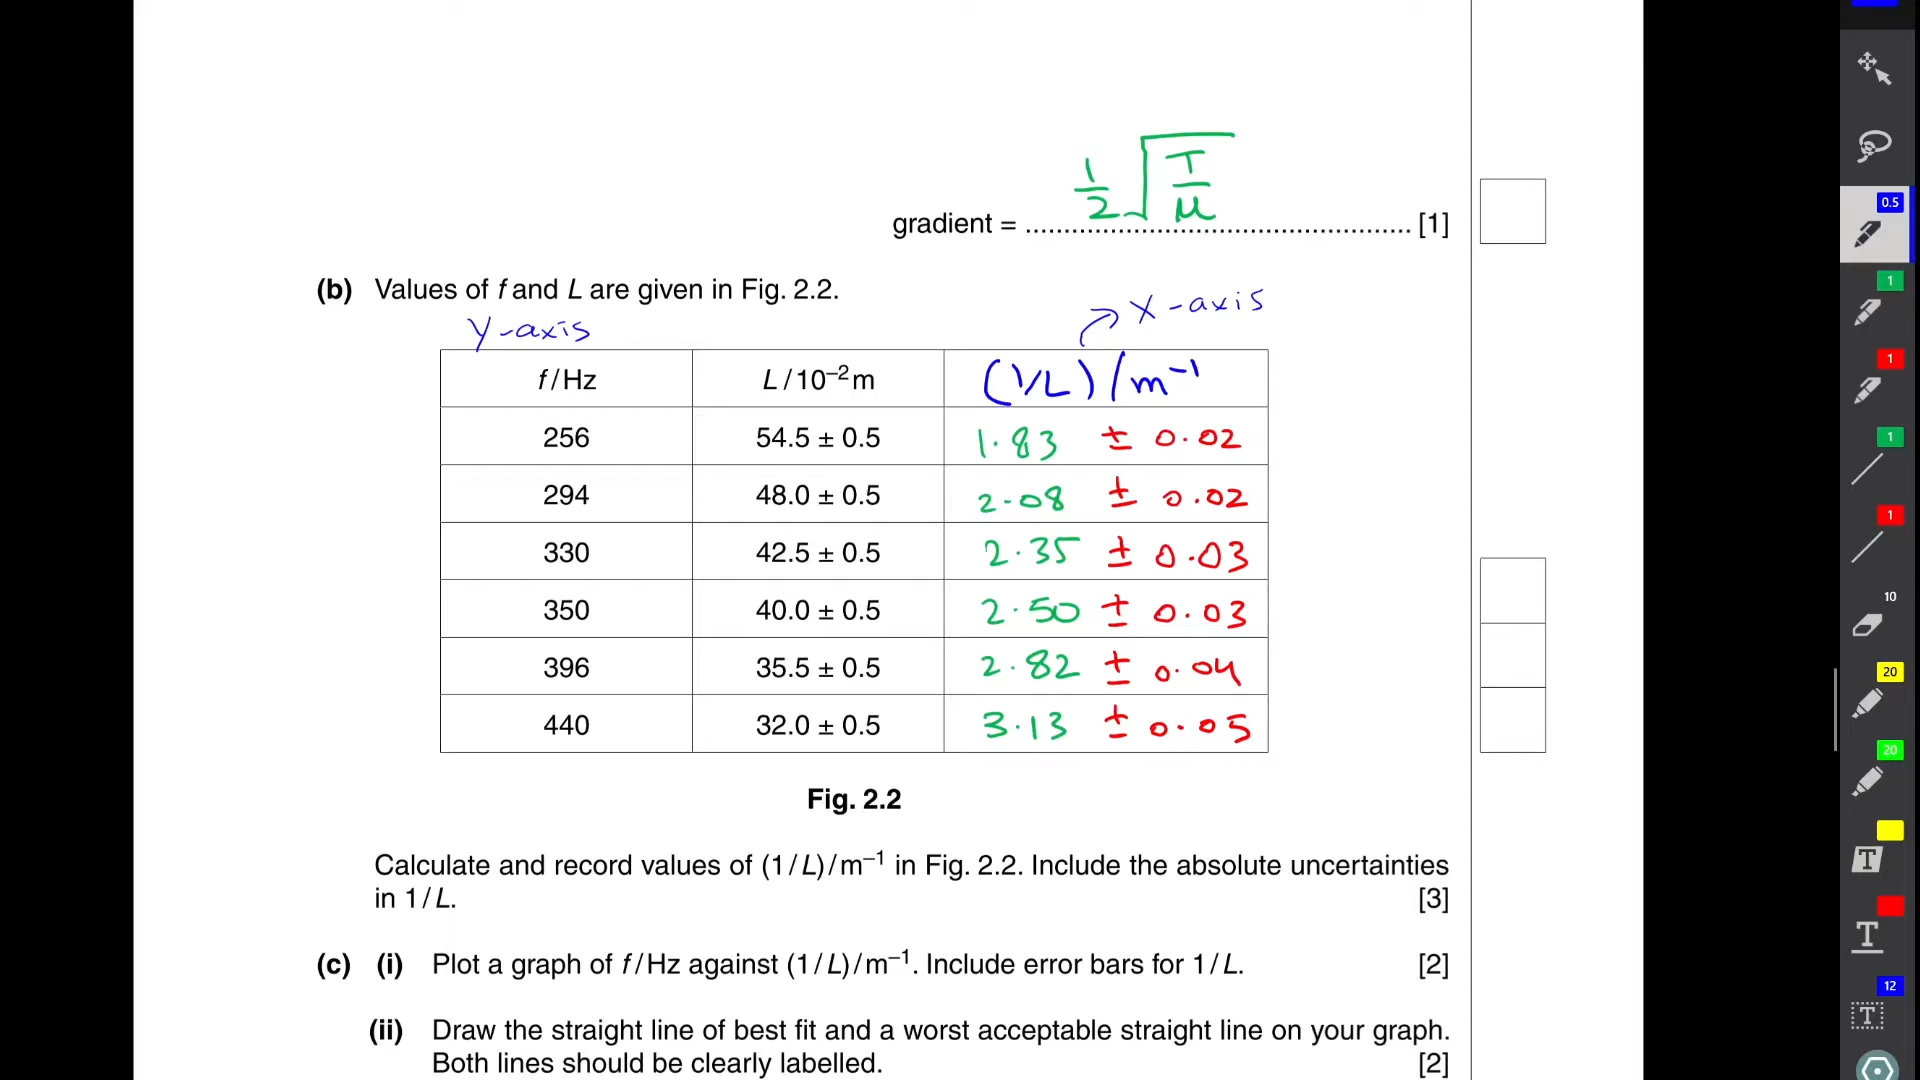 ½√(T/μ)
gradient = .................................................. [1]
(b) Values of f and L are given in Fig. 2.2.
Y-axis
X-axis
f/Hz L/10⁻²m (1/L)/m⁻¹
256 54.5 ± 0.5 1.83 ± 0.02
294 48.0 ± 0.5 2.08 ± 0.02
330 42.5 ± 0.5 2.35 ± 0.03
350 40.0 ± 0.5 2.50 ± 0.03
396 35.5 ± 0.5 2.82 ± 0.04
440 32.0 ± 0.5 3.13 ± 0.05
Fig. 2.2
Calculate and record values of (1/L)/m⁻¹ in Fig. 2.2. Include the absolute uncertainties
in 1/L. [3]
(c) (i) Plot a graph of f/Hz against (1/L)/m⁻¹. Include error bars for 1/L. [2]
(ii) Draw the straight line of best fit and a worst acceptable straight line on your graph.
Both lines should be clearly labelled. [2]
0.5
1
1
1
1
10
20
20
T
T
12
T